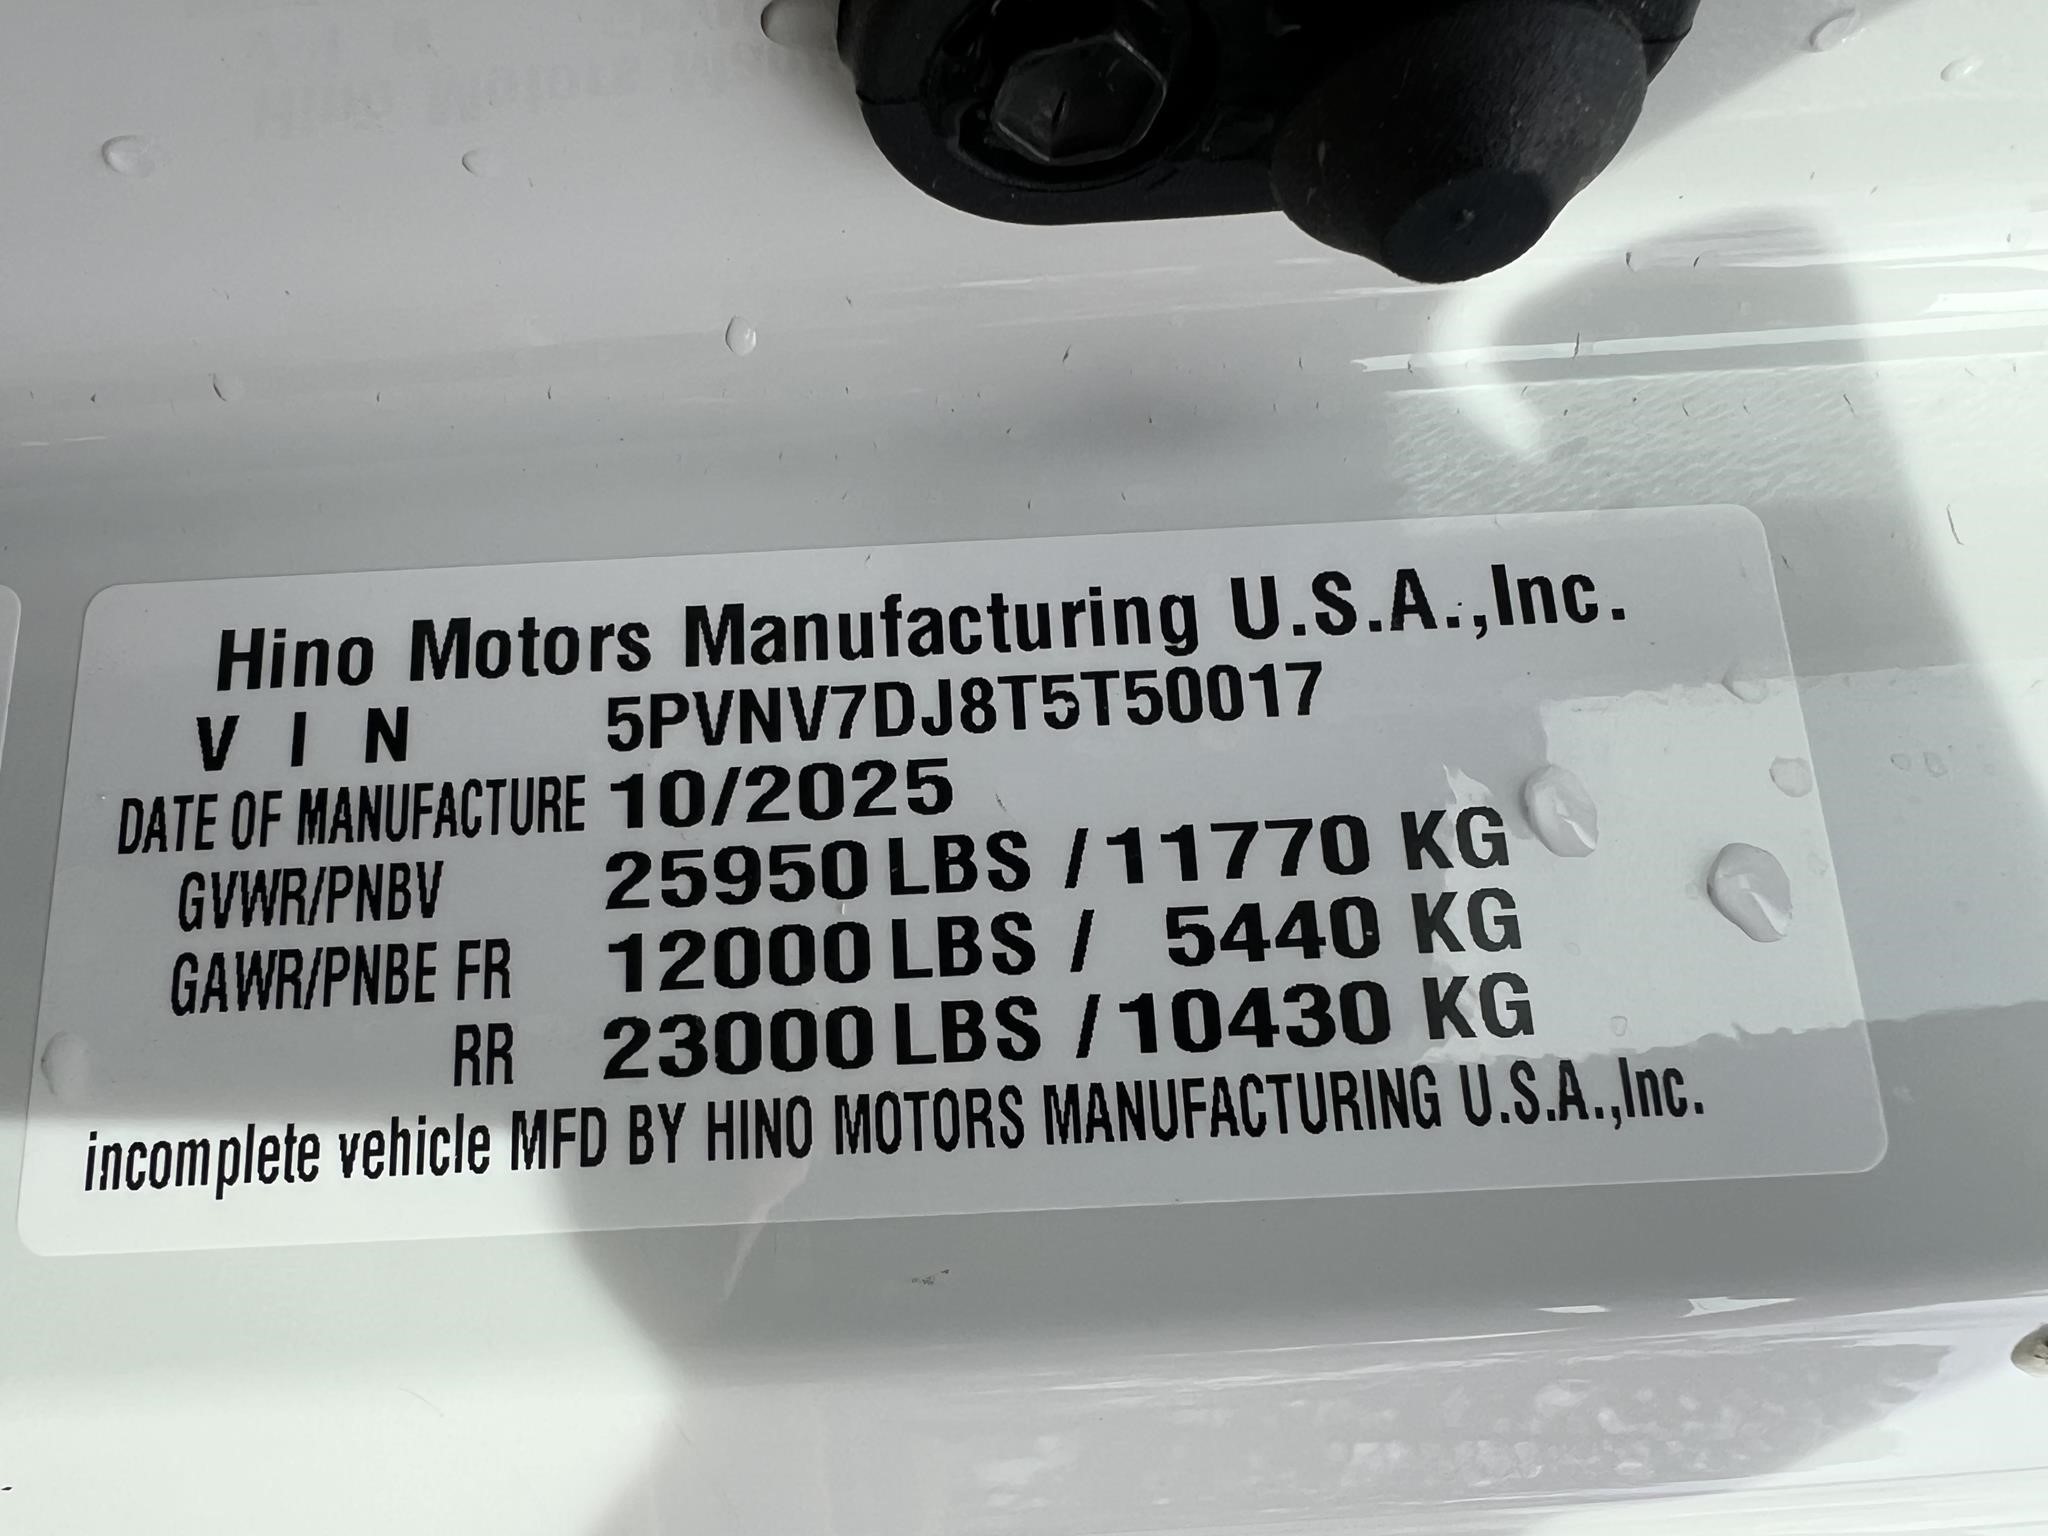 Hino Motors Manufacturing U.S.A.,Inc.
V I N 5PVNV7DJ8T5T50017
DATE OF MANUFACTURE 10/2025
GVWR/PNBV 25950 LBS / 11770 KG
GAWR/PNBE FR 12000 LBS / 5440 KG
RR 23000 LBS / 10430 KG
incomplete vehicle MFD BY HINO MOTORS MANUFACTURING U.S.A.,Inc.